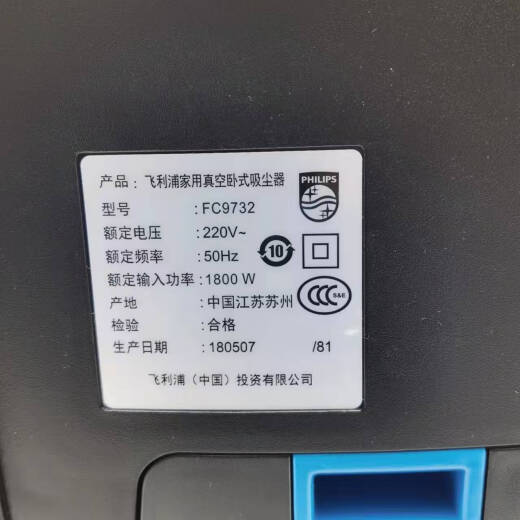 产品：飞利浦家用真空卧式吸尘器
PHILIPS
型号：FC9732
额定电压：220V~
额定频率：50Hz
10
额定输入功率：1800 W
产地：中国江苏苏州
CCC S&E
检验：合格
生产日期：180507 /81
飞利浦（中国）投资有限公司